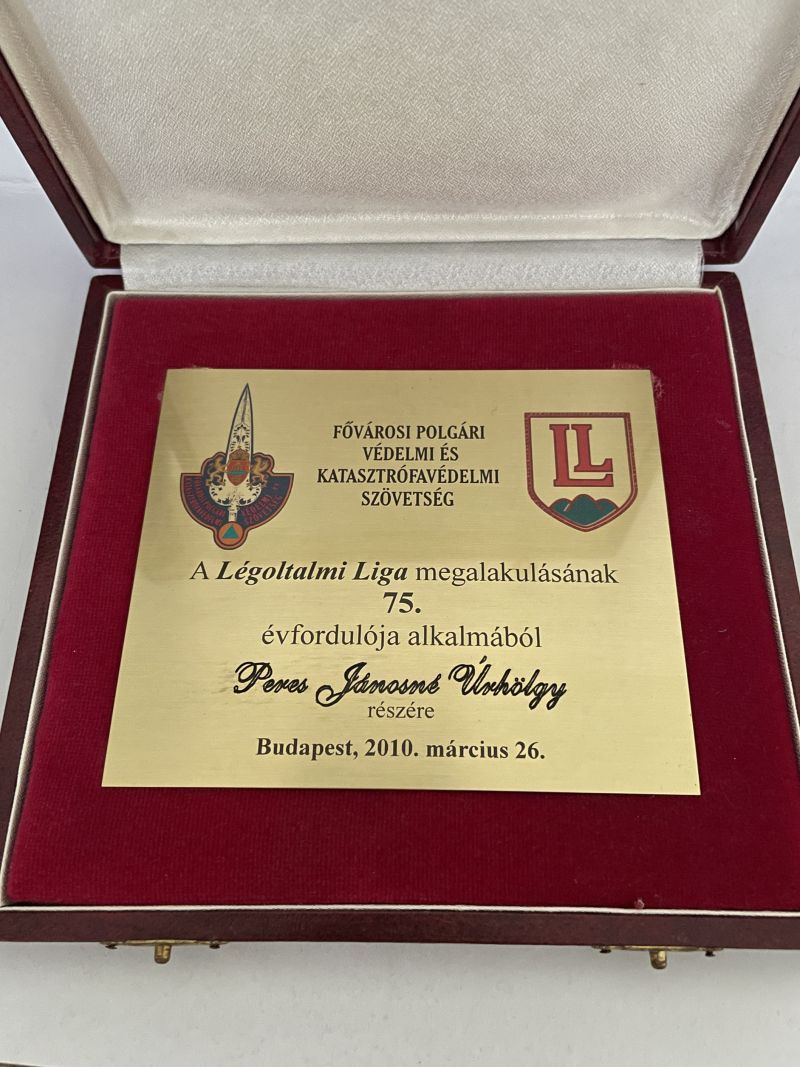 FŐVÁROSI POLGÁRI
VÉDELMI ÉS
KATASZTRÓFAVÉDELMI
SZÖVETSÉG
LL
A Légoltalmi Liga megalakulásának
75.
évfordulója alkalmából
Peres Jánosné Úrhölgy
részére
Budapest, 2010. március 26.